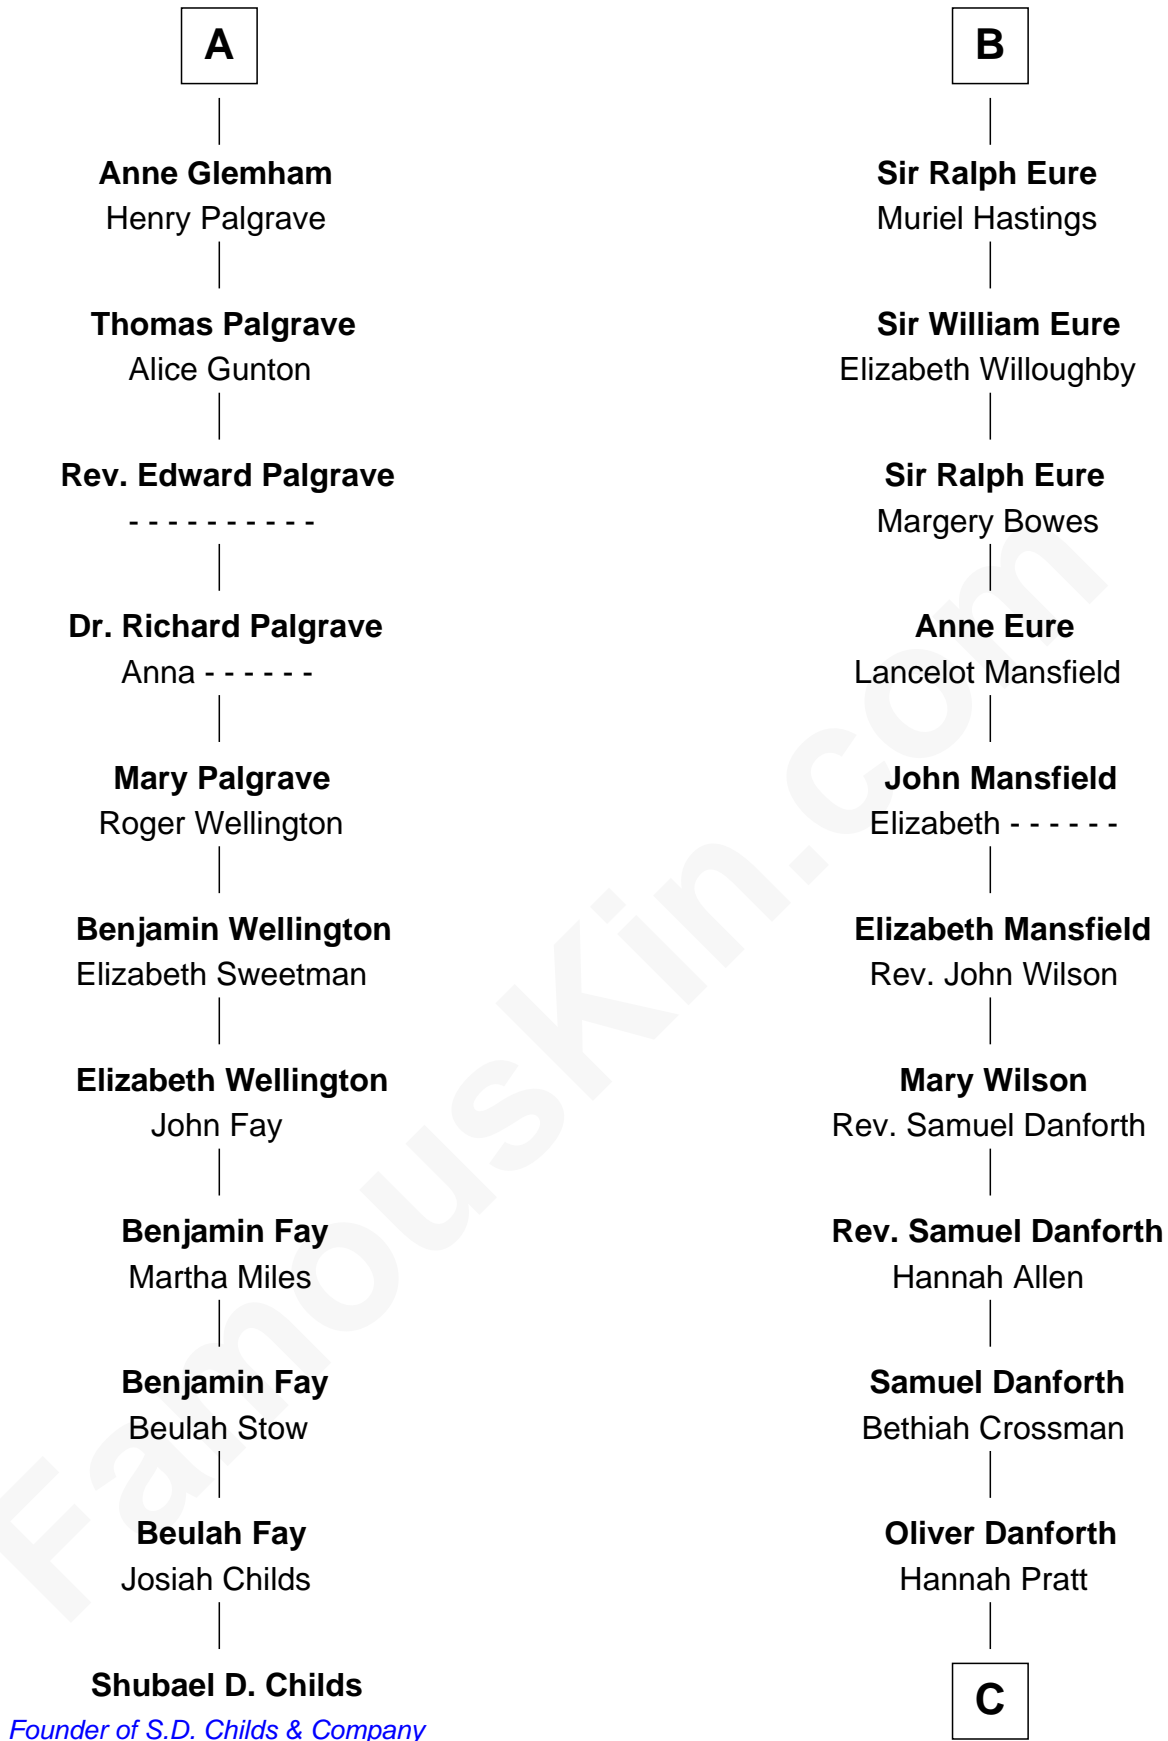 A
Anne Glemham
Henry Palgrave
Thomas Palgrave
Alice Gunton
Rev. Edward Palgrave
- - - - - - - - - -
Dr. Richard Palgrave
Anna - - - - - -
Mary Palgrave
Roger Wellington
Benjamin Wellington
Elizabeth Sweetman
Elizabeth Wellington
John Fay
Benjamin Fay
Martha Miles
Benjamin Fay
Beulah Stow
Beulah Fay
Josiah Childs
Shubael D. Childs
Founder of S.D. Childs & Company
B
Sir Ralph Eure
Muriel Hastings
Sir William Eure
Elizabeth Willoughby
Sir Ralph Eure
Margery Bowes
Anne Eure
Lancelot Mansfield
John Mansfield
Elizabeth - - - - - -
Elizabeth Mansfield
Rev. John Wilson
Mary Wilson
Rev. Samuel Danforth
Rev. Samuel Danforth
Hannah Allen
Samuel Danforth
Bethiah Crossman
Oliver Danforth
Hannah Pratt
C
FamousKin.com